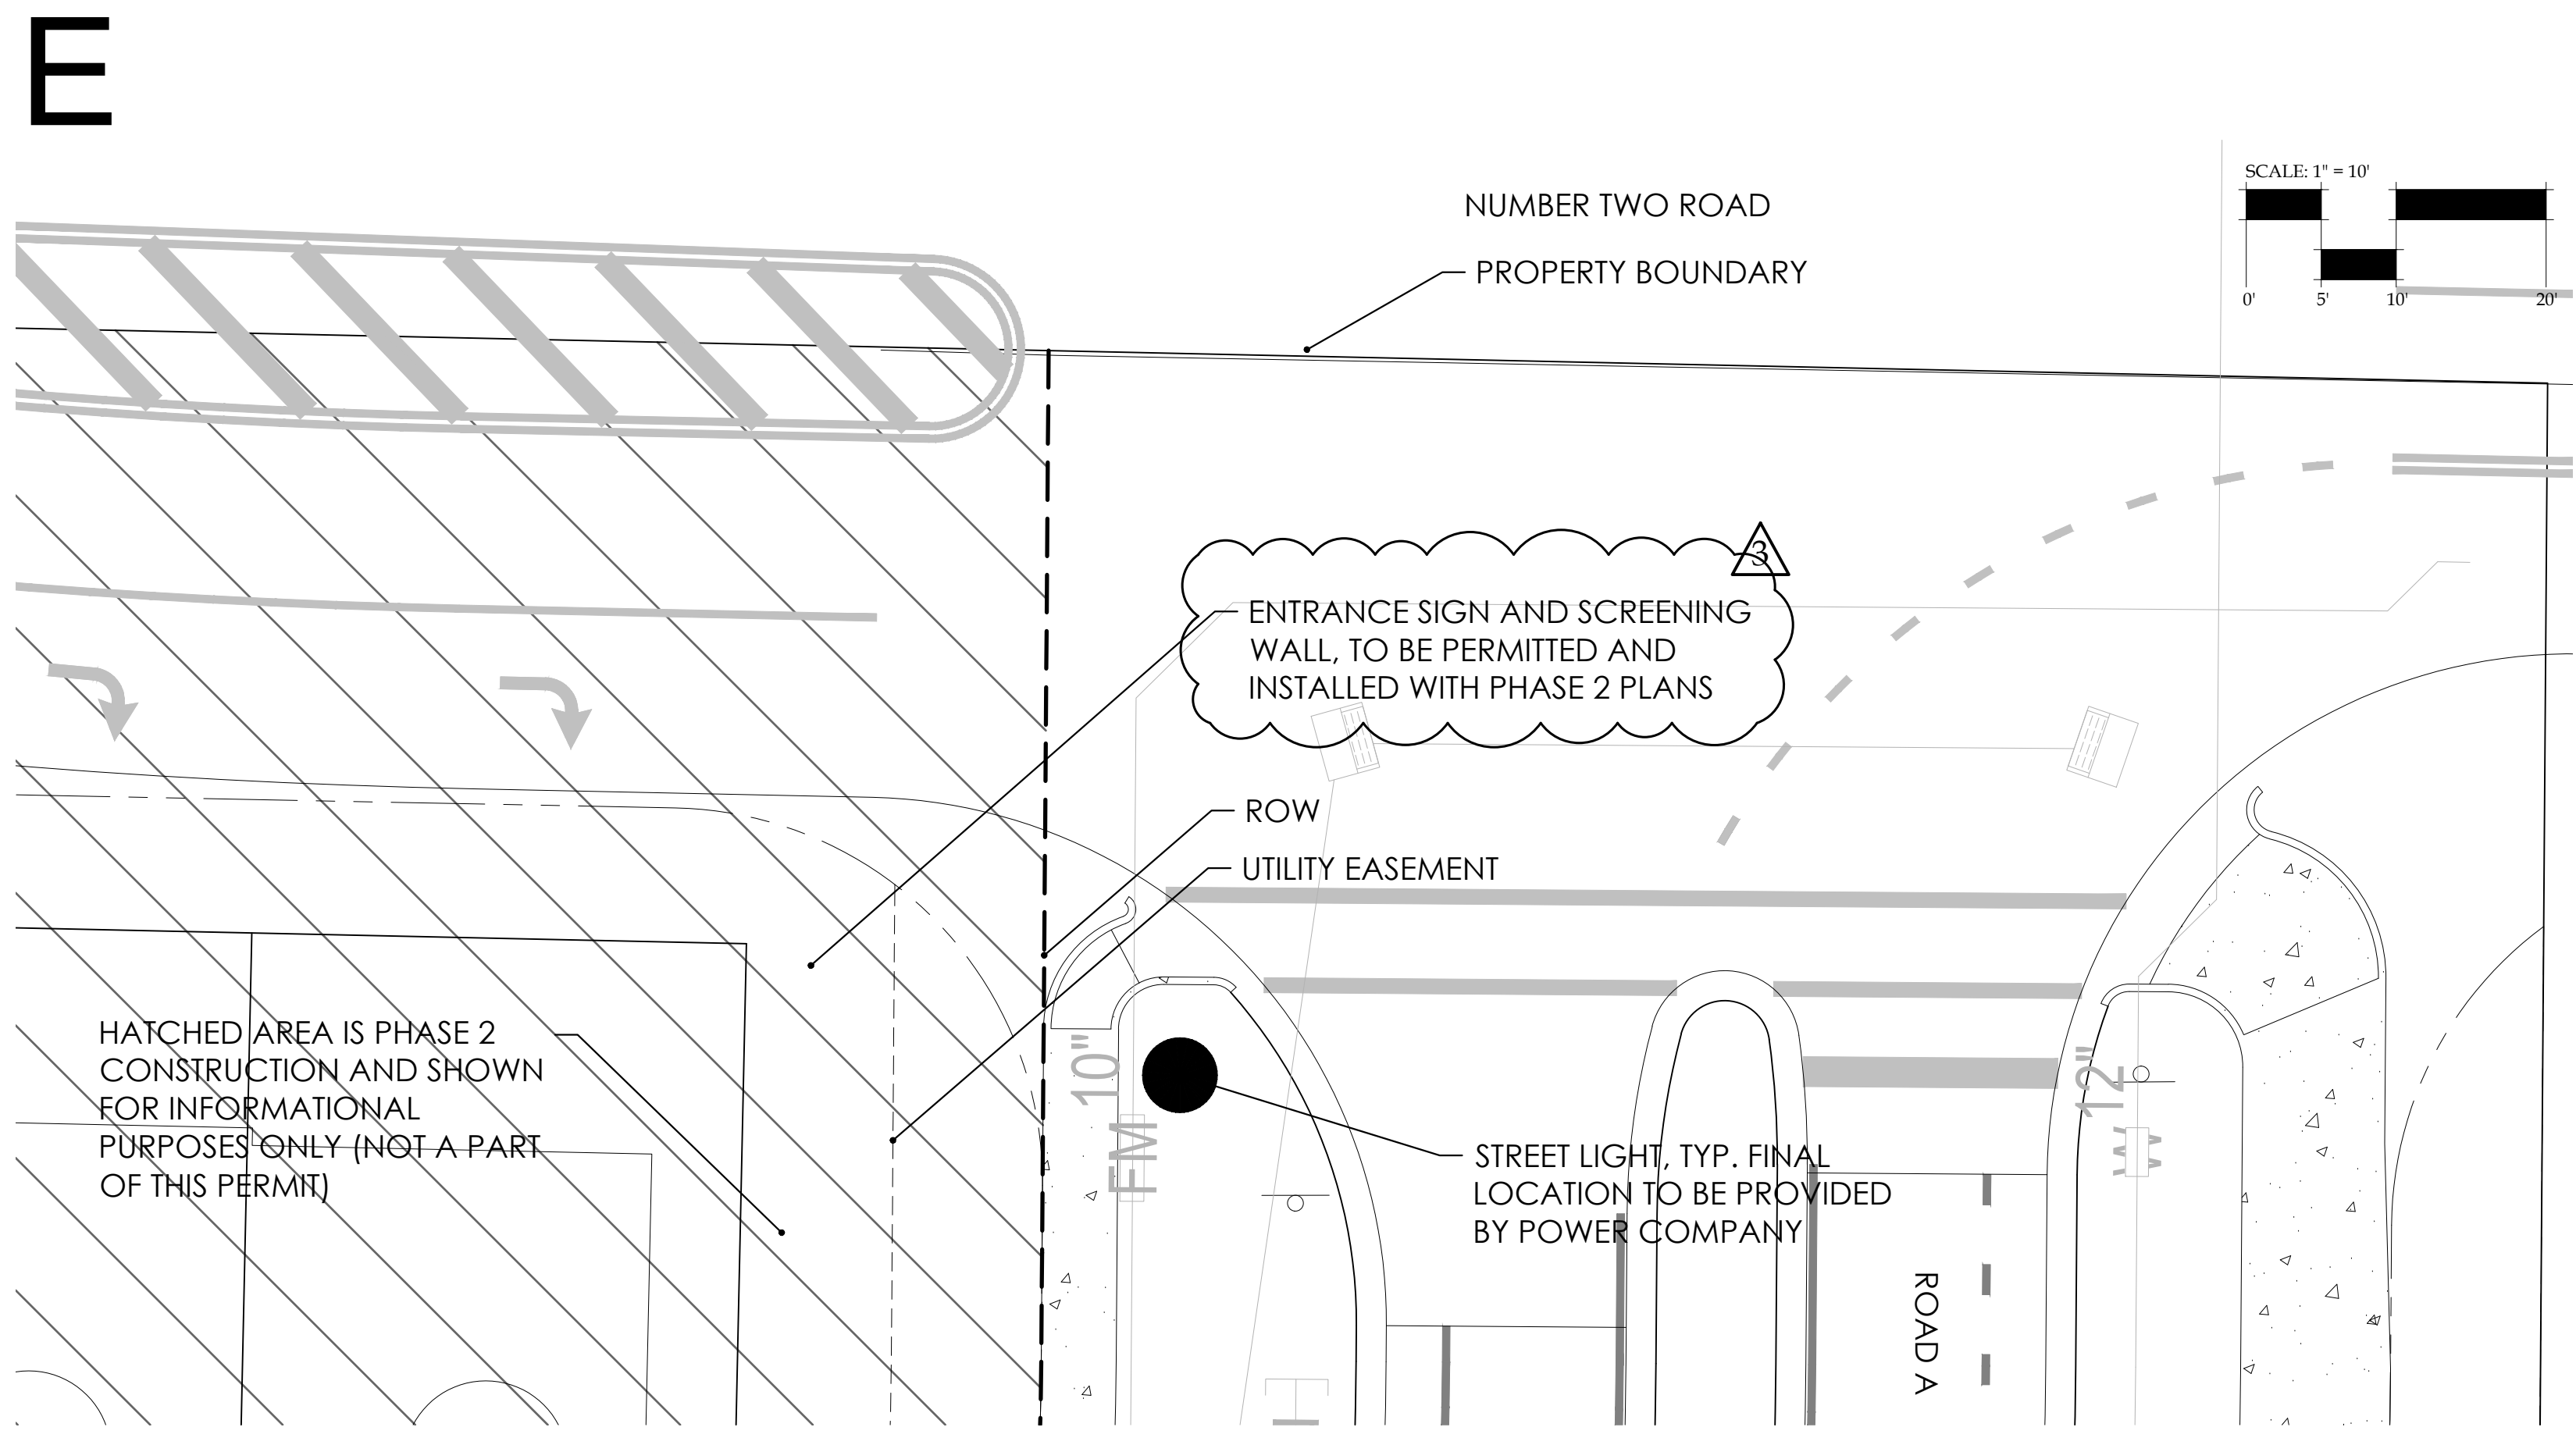 E
SCALE: 1" = 10'
0' 5' 10' 20'
NUMBER TWO ROAD
PROPERTY BOUNDARY
3
ENTRANCE SIGN AND SCREENING
WALL, TO BE PERMITTED AND
INSTALLED WITH PHASE 2 PLANS
ROW
UTILITY EASEMENT
HATCHED AREA IS PHASE 2
CONSTRUCTION AND SHOWN
FOR INFORMATIONAL
PURPOSES ONLY (NOT A PART
OF THIS PERMIT)
10"
FM
12"
W
STREET LIGHT, TYP. FINAL
LOCATION TO BE PROVIDED
BY POWER COMPANY
ROAD A